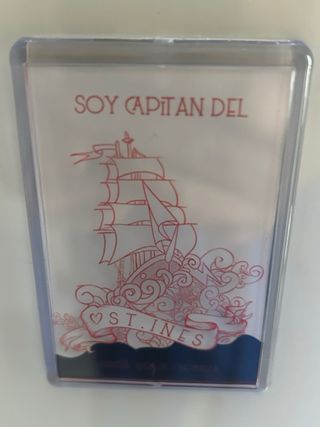 SOY CAPITAN DEL
ST. INES